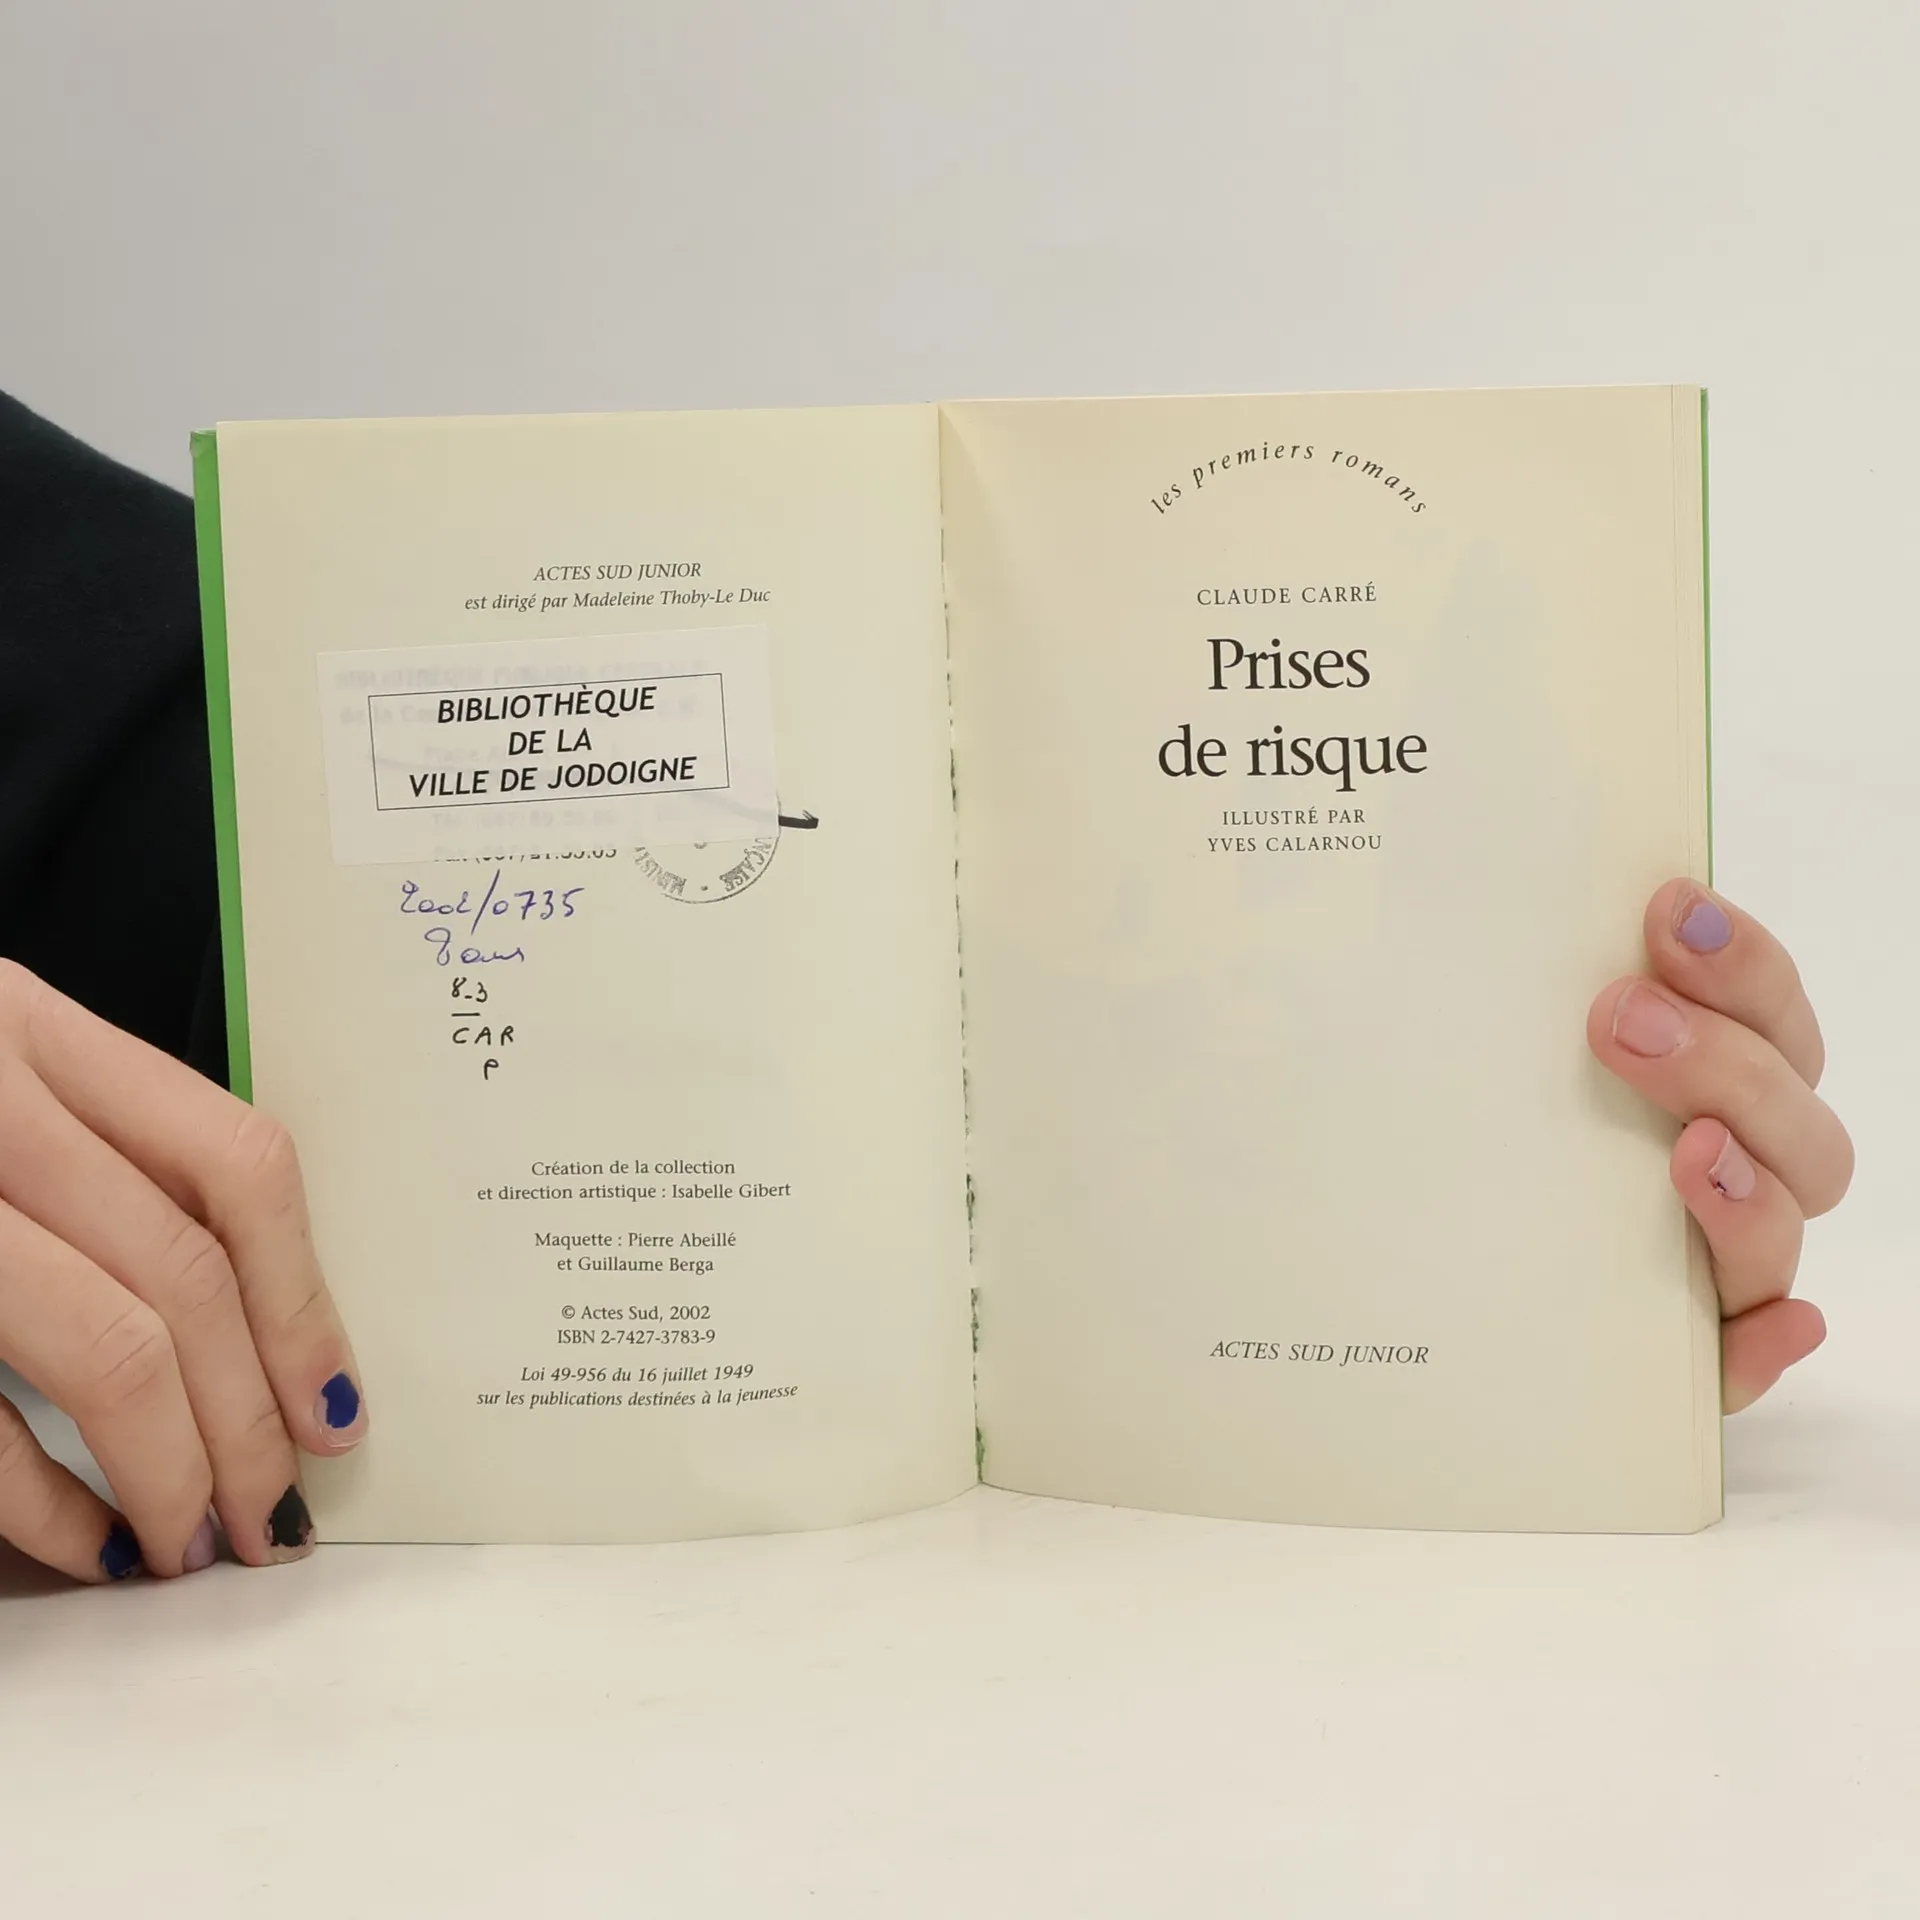 ACTES SUD JUNIOR
est dirigé par Madeleine Thoby-Le Duc
BIBLIOTHÈQUE
DE LA
VILLE DE JODOIGNE
2002/0735
8 ans
8-3
CAR
P
Création de la collection
et direction artistique : Isabelle Gibert
Maquette : Pierre Abeillé
et Guillaume Berga
© Actes Sud, 2002
ISBN 2-7427-3783-9
Loi 49-956 du 16 juillet 1949
sur les publications destinées à la jeunesse
les premiers romans
CLAUDE CARRÉ
Prises
de risque
ILLUSTRÉ PAR
YVES CALARNOU
ACTES SUD JUNIOR